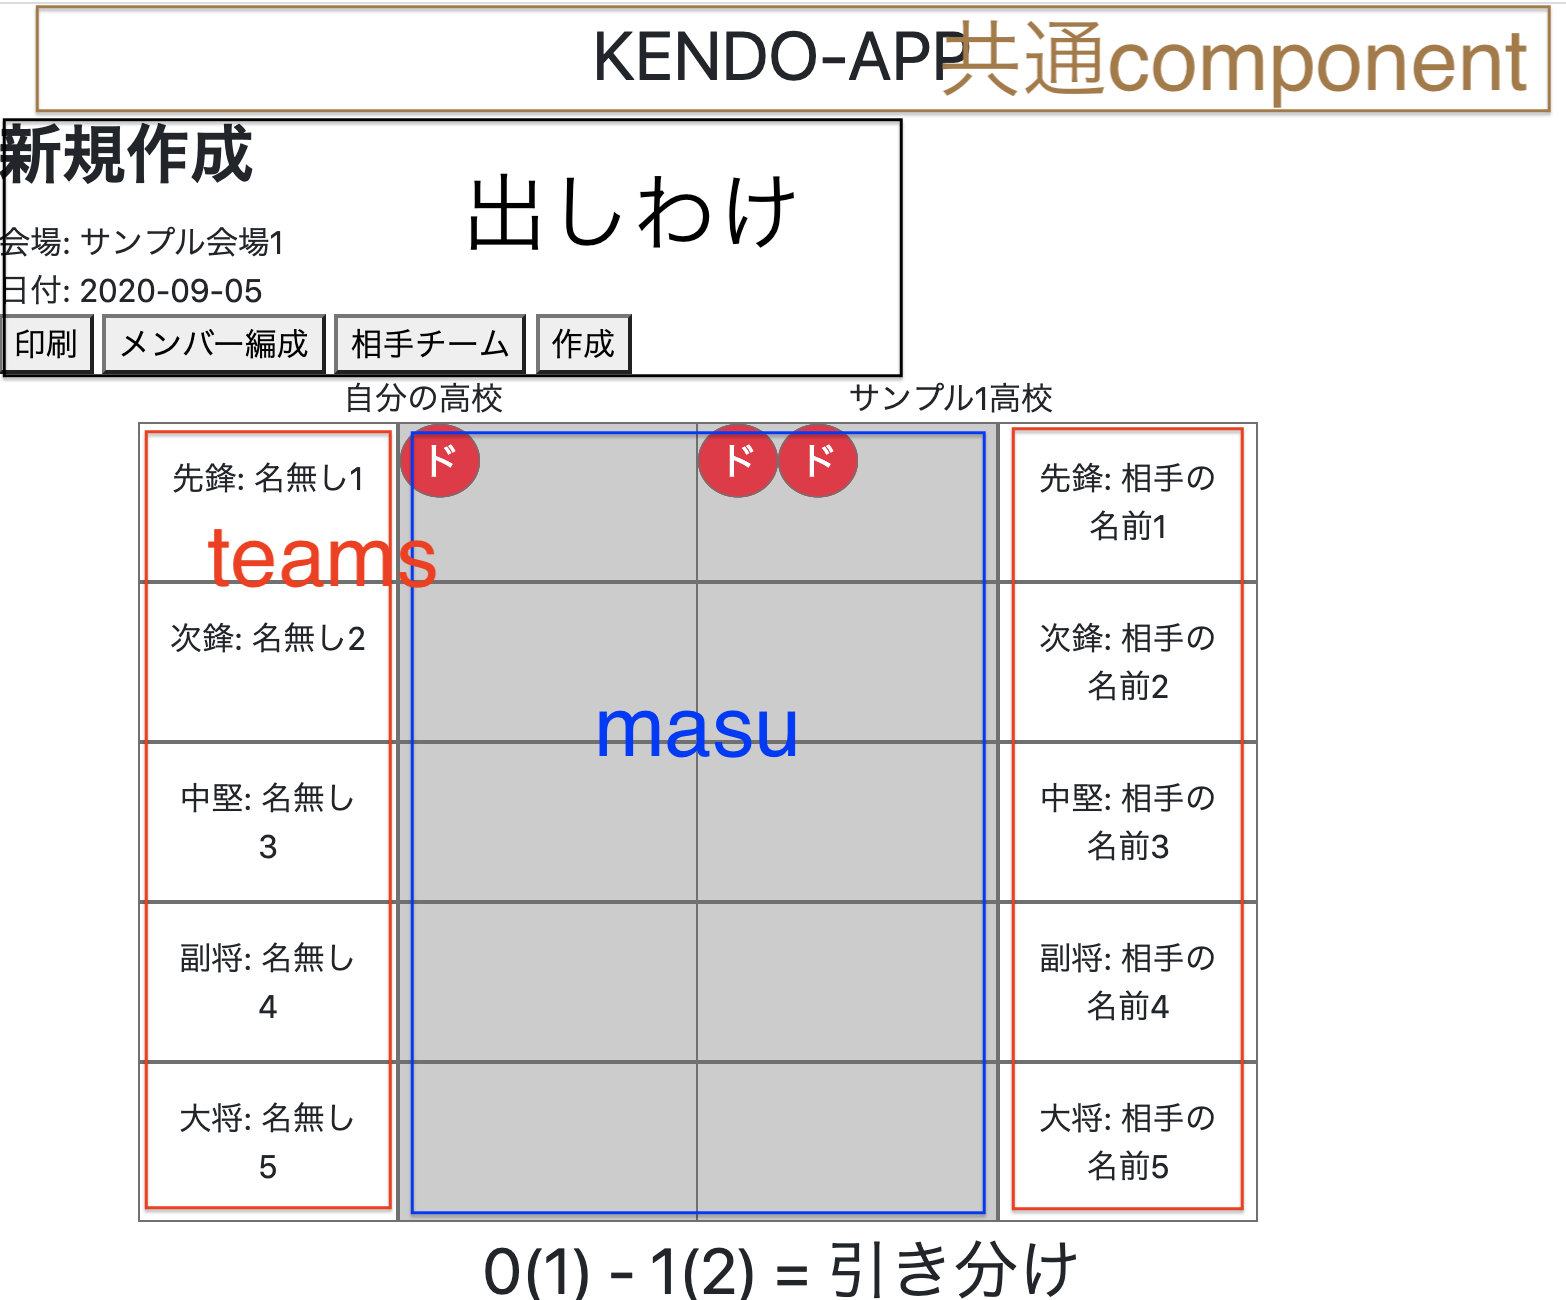 KENDO-APP
共通component
新規作成
出しわけ
会場: サンプル会場1
日付: 2020-09-05
印刷 メンバー編成 相手チーム 作成
自分の高校 サンプル1高校
先鋒: 名無し1
ド
ド ド
先鋒: 相手の
名前1
teams
次鋒: 名無し2
次鋒: 相手の
名前2
masu
中堅: 名無し
3
中堅: 相手の
名前3
副将: 名無し
4
副将: 相手の
名前4
大将: 名無し
5
大将: 相手の
名前5
0(1) - 1(2) = 引き分け